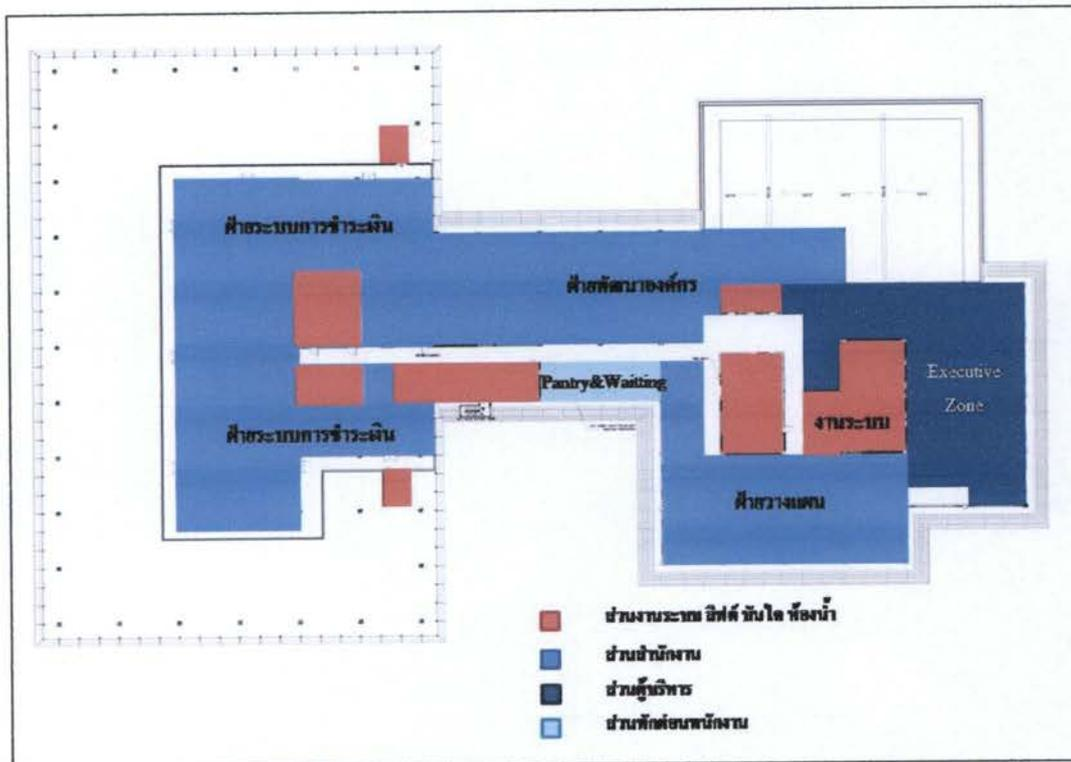 ฝ่ายระบบการชำระเงิน
ฝ่ายพัฒนาองค์กร
Pantry&Waitting
Executive
Zone
งานระบบ
ฝ่ายระบบการชำระเงิน
ฝ่ายวางแผน
ส่วนงานระบบ ลิฟต์ บันได ห้องน้ำ
ส่วนสำนักงาน
ส่วนผู้บริหาร
ส่วนพักผ่อนพนักงาน